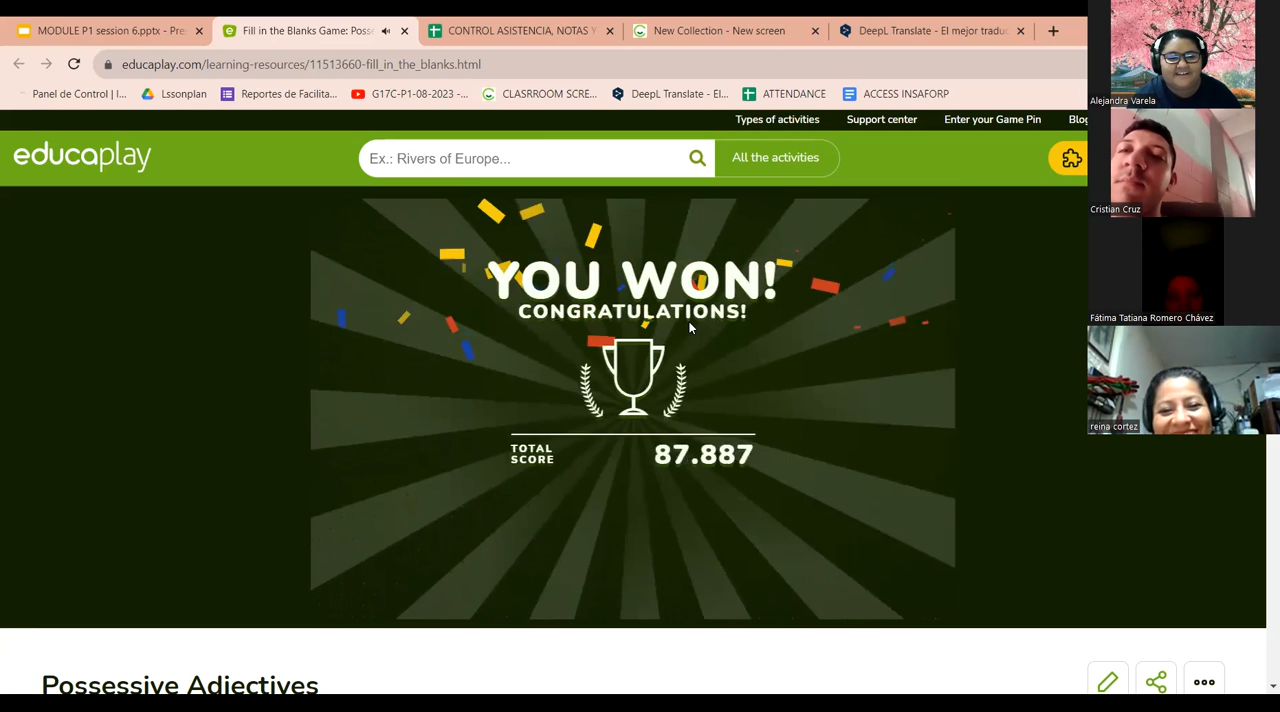 MODULE P1 session 6.pptx - Pre
Fill in the Blanks Game: Posse
CONTROL ASISTENCIA, NOTAS Y
New Collection - New screen
DeepL Translate - El mejor traduc
educaplay.com/learning-resources/11513660-fill_in_the_blanks.html
Panel de Control | I...
Lssonplan
Reportes de Facilita...
G17C-P1-08-2023 -...
CLASRROOM SCRE...
DeepL Translate - El...
ATTENDANCE
ACCESS INSAFORP
Types of activities
Support center
Enter your Game Pin
Blog
educaplay
Ex.: Rivers of Europe...
All the activities
YOU WON!
CONGRATULATIONS!
TOTAL
SCORE
87.887
Possessive Adjectives
Alejandra Varela
Cristian Cruz
Fátima Tatiana Romero Chávez
reina cortez